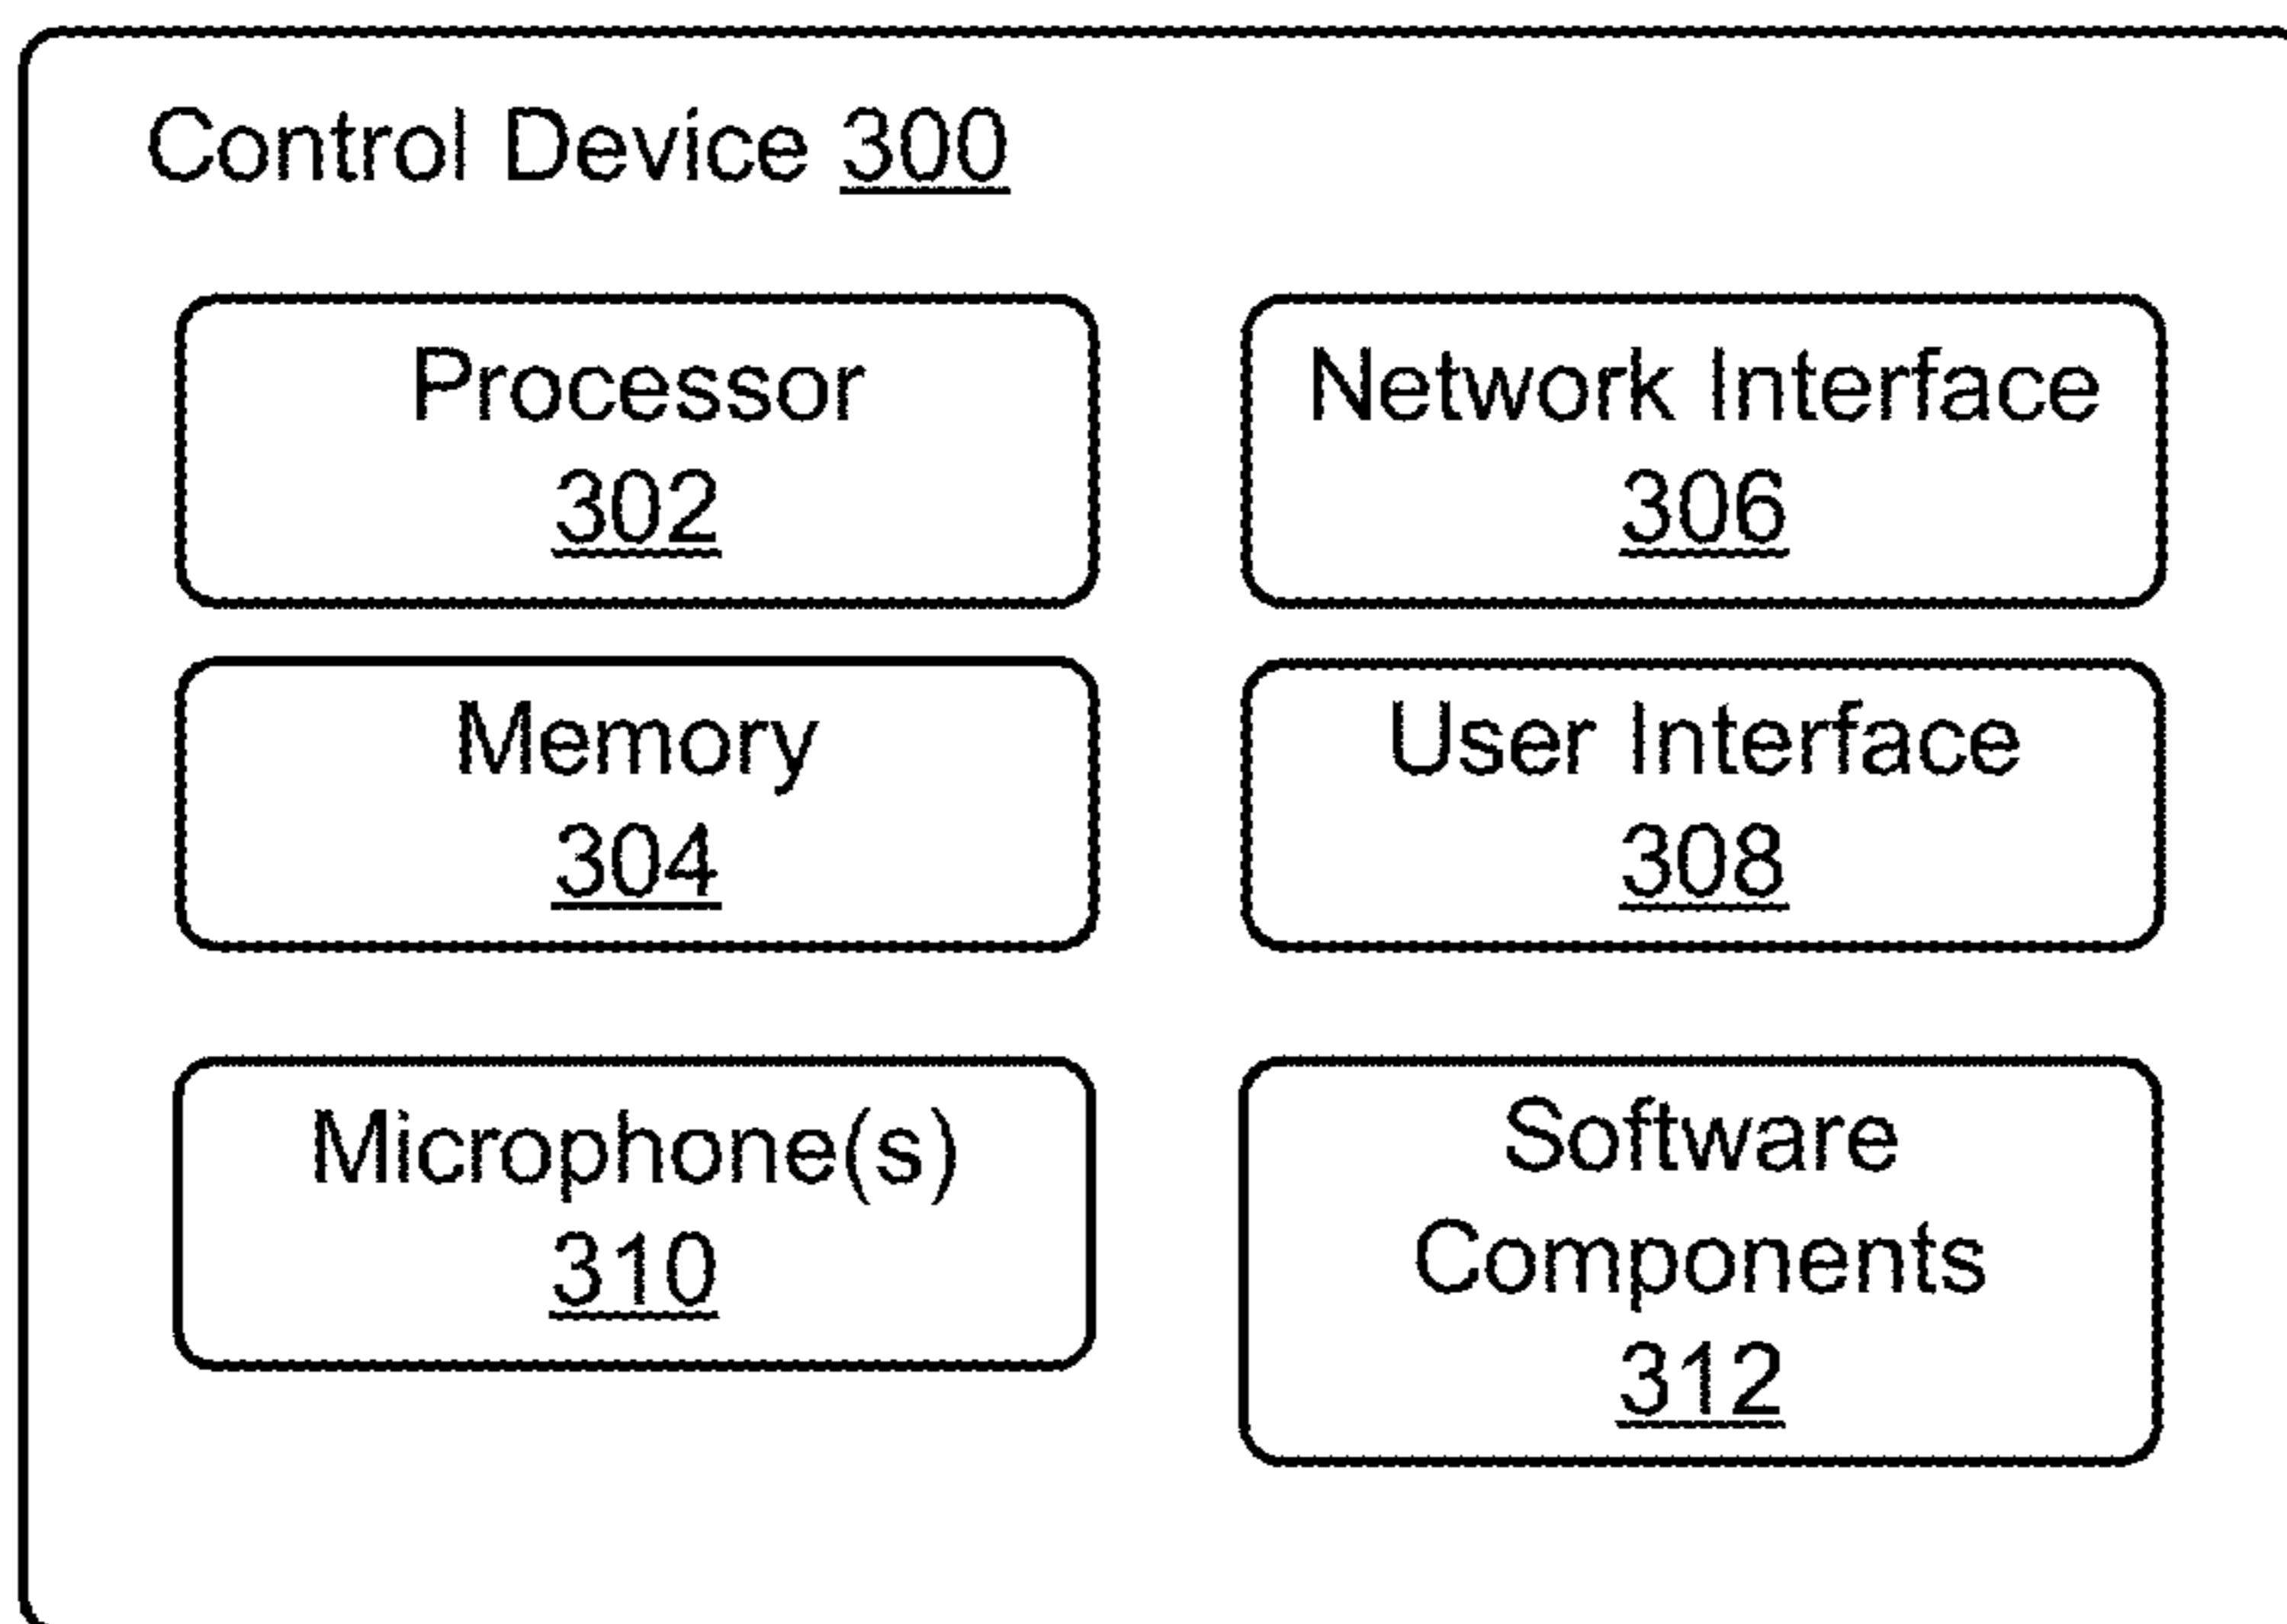 Control Device 300
Processor
302
Network Interface
306
Memory
304
User Interface
308
Microphone(s)
310
Software
Components
312